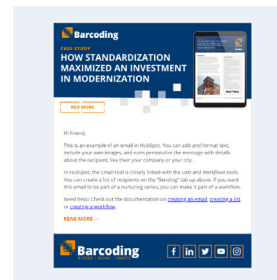 Barcoding
CASE STUDY
HOW STANDARDIZATION
MAXIMIZED AN INVESTMENT
IN MODERNIZATION
Hi Friend,
This is an example of an email in HubSpot. You can add and format text,
include your own images, and even personalize the message with details
about the recipient, like their your company or your city.
In HubSpot, the Email tool is closely linked with the Lists and Workflows tools.
You can create a list of recipients on the "Sending" tab up above. If you want
this email to be part of a nurturing series, you can make it part of a workflow.
Need help? Check out the documentation on creating an email, creating a list,
or creating a workflow.
READ MORE
Barcoding